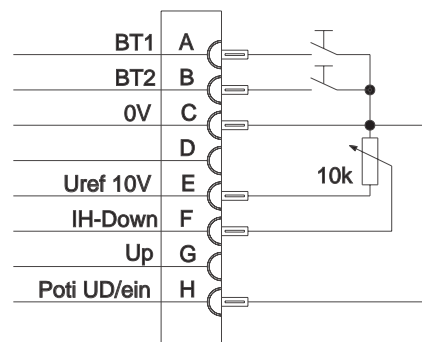 BT1 A
BT2 B
0V C
D
Uref 10V E
10k
IH-Down F
Up G
Poti UD/ein H